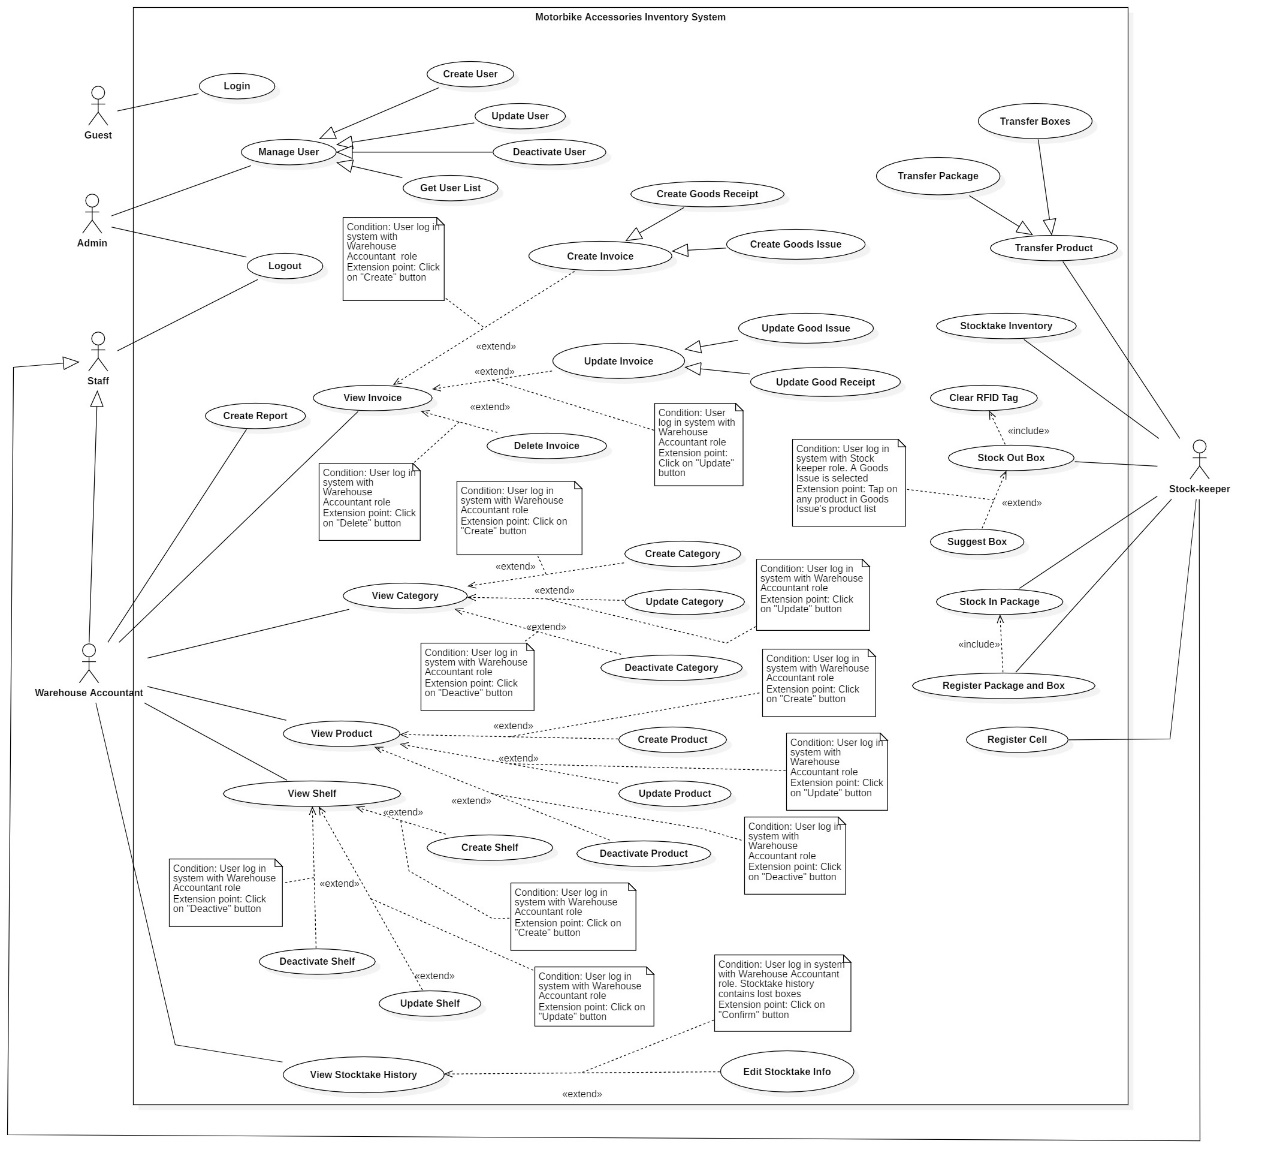 Motorbike Accessories Inventory System
Login
Guest
Create User
Update User
Manage User
Deactivate User
Get User List
Admin
Logout
Condition: User log in
system with
Warehouse
Accountant  role
Extension point: Click
on "Create" button
Create Goods Receipt
Create Goods Issue
Create Invoice
Transfer Boxes
Transfer Package
Transfer Product
Staff
«extend»
Update Good Issue
Update Invoice
«extend»
Update Good Receipt
View Invoice
«extend»
Create Report
Delete Invoice
Condition: User
log in system with
Warehouse
Accountant role
Extension point:
Click on "Update"
button
Condition: User log in
system with
Warehouse
Accountant role
Extension point: Click
on "Delete" button
Stocktake Inventory
Clear RFID Tag
«include»
Stock Out Box
Condition: User log in
system with Stock
keeper role. A Goods
Issue is selected
Extension point: Tap on
any product in Goods
Issue's product list
«extend»
Suggest Box
Stock-keeper
Condition: User log in
system with Warehouse
Accountant role
Extension point: Click on
"Create" button
Create Category
«extend»
«extend»
View Category
Update Category
«extend»
Deactivate Category
Condition: User log in
system with Warehouse
Accountant role
Extension point: Click
on "Update" button
Stock In Package
«include»
Register Package and Box
Register Cell
Condition: User log in
system with Warehouse
Accountant role
Extension point: Click
on "Deactive" button
Condition: User log in
system with Warehouse
Accountant role
Extension point: Click
on "Create" button
Warehouse Accountant
View Product
«extend»
Create Product
«extend»
Update Product
«extend»
Deactivate Product
Condition: User log in
system with
Warehouse
Accountant role
Extension point: Click
on "Update" button
View Shelf
«extend»
Create Shelf
Condition: User log in
system with
Warehouse
Accountant role
Extension point: Click
on "Deactive" button
Condition: User log in
system with Warehouse
Accountant role
Extension point: Click
on "Deactive" button
«extend»
Condition: User log in
system with Warehouse
Accountant role
Extension point: Click on
"Create" button
Deactivate Shelf
«extend»
Update Shelf
Condition: User log in
system with Warehouse
Accountant role
Extension point: Click on
"Update" button
Condition: User log in system
with Warehouse Accountant
role. Stocktake history
contains lost boxes
Extension point: Click on
"Confirm" button
View Stocktake History
Edit Stocktake Info
«extend»